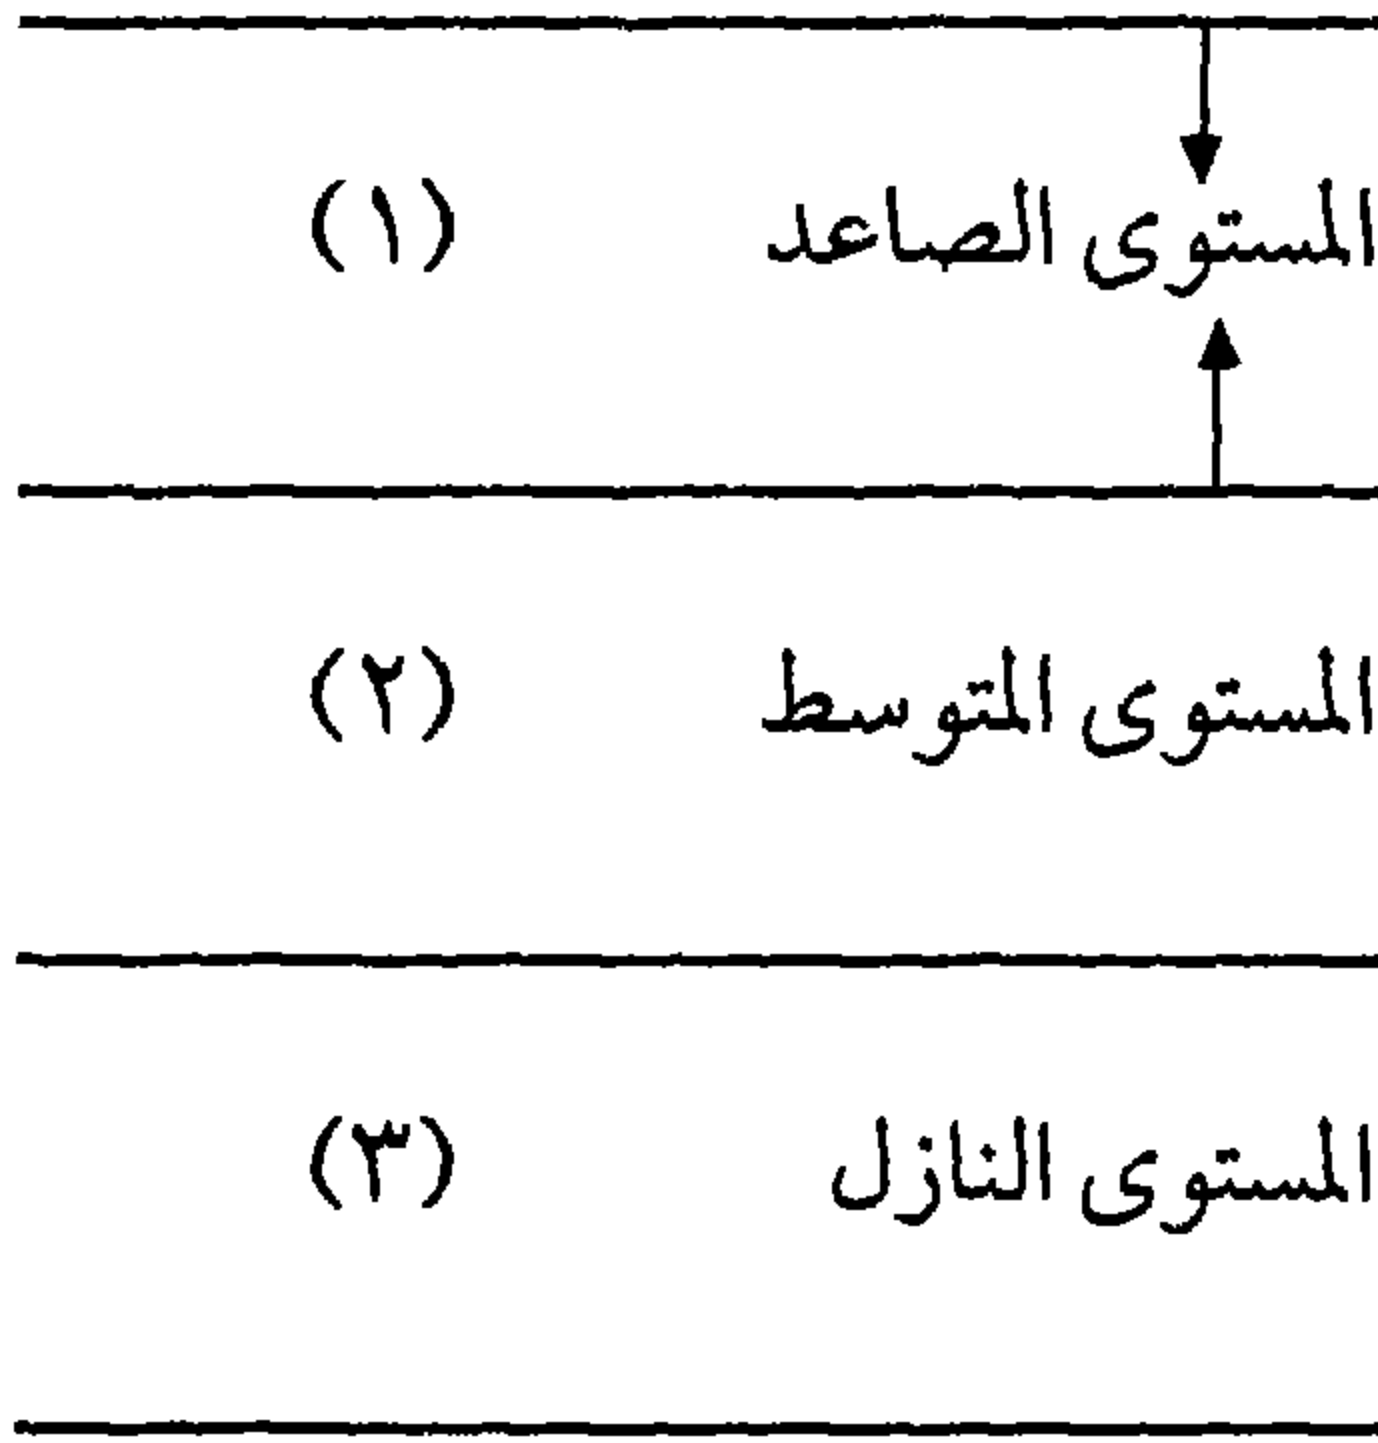 المستوى الصاعد (١)
المستوى المتوسط (٢)
المستوى النازل (٣)